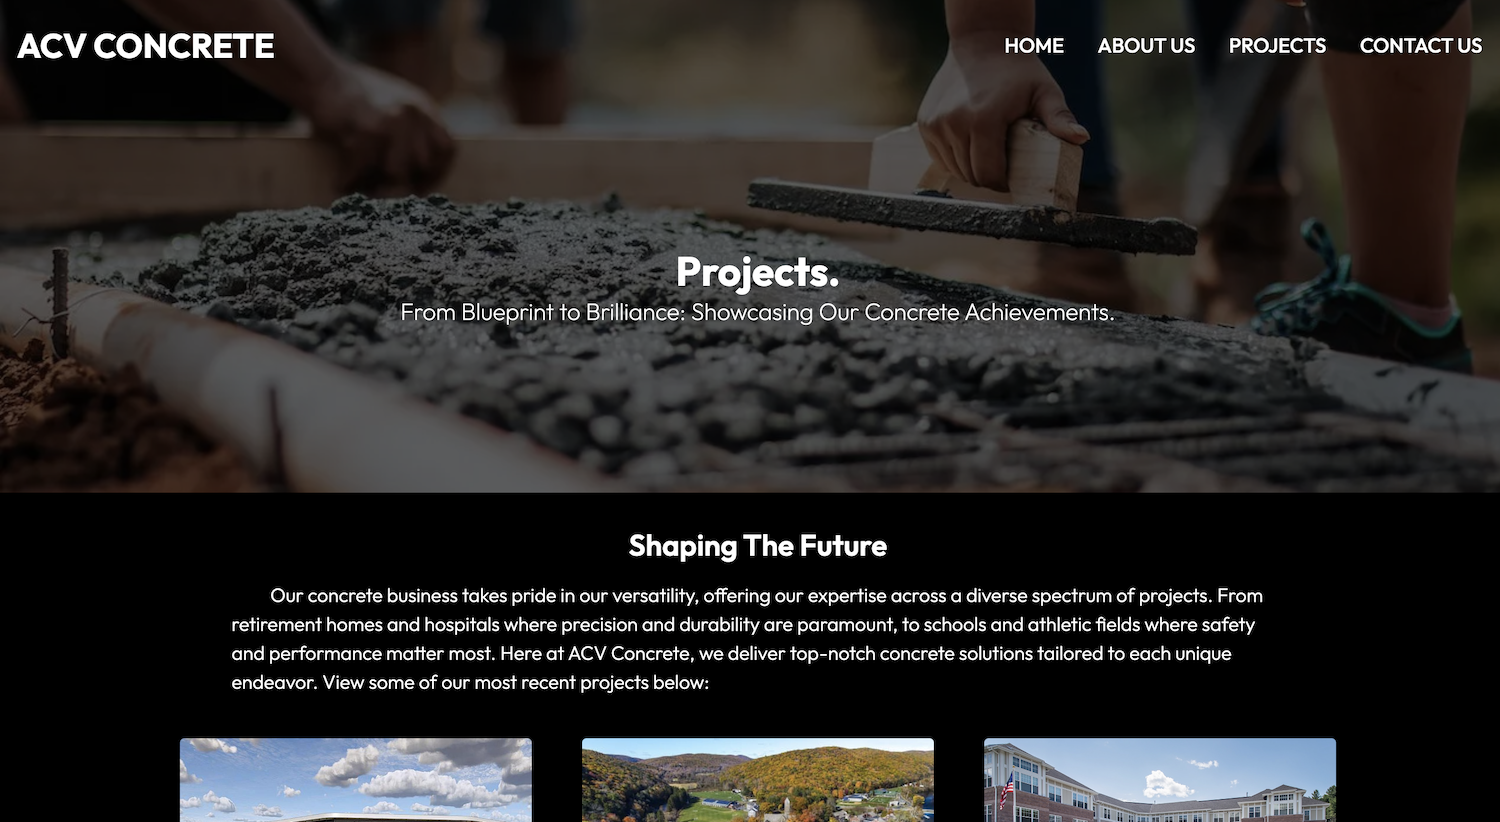 ACV CONCRETE
HOME ABOUT US PROJECTS CONTACT US
Projects.
From Blueprint to Brilliance: Showcasing Our Concrete Achievements.
Shaping The Future
Our concrete business takes pride in our versatility, offering our expertise across a diverse spectrum of projects. From
retirement homes and hospitals where precision and durability are paramount, to schools and athletic fields where safety
and performance matter most. Here at ACV Concrete, we deliver top-notch concrete solutions tailored to each unique
endeavor. View some of our most recent projects below: